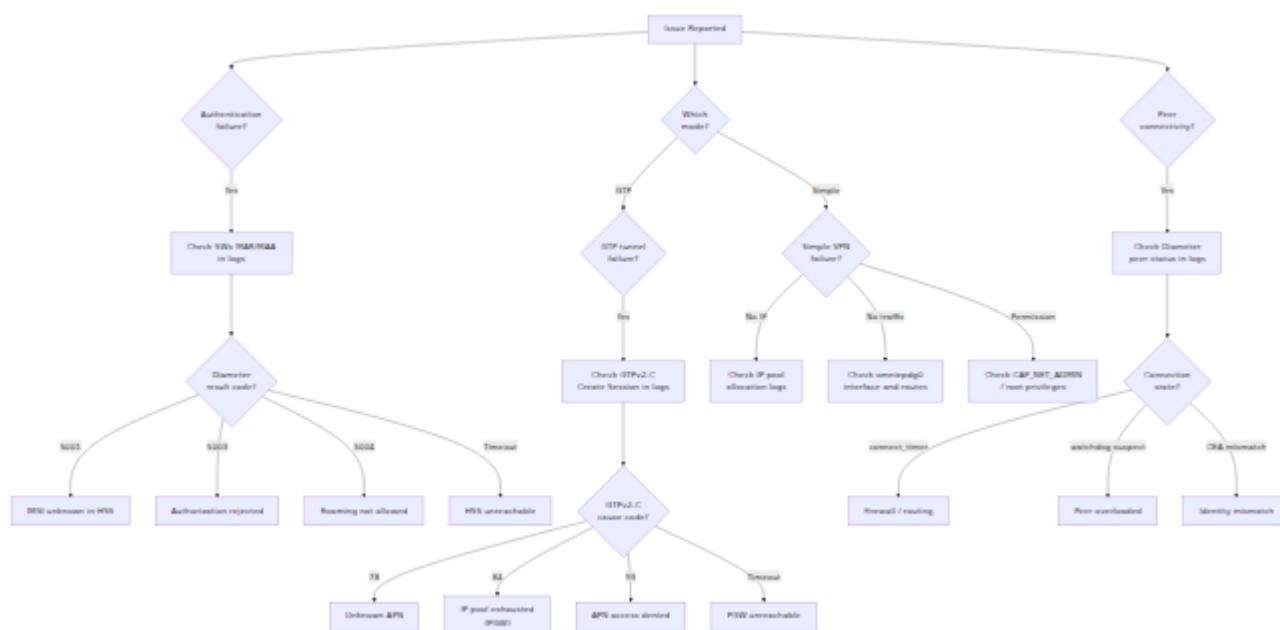 Issue Reported
Authentication
failure?
Which
mode?
Peer
connectivity?
Yes
GTP
Simple
Yes
Check SWx MAR/MAA
in logs
GTP tunnel
failure?
Simple VPN
failure?
Check Diameter
peer status in logs
Yes
No IP
No traffic
Permission
Diameter
result code?
Check GTPv2-C
Create Session in logs
Check IP pool
allocation logs
Check
interface and routes
Check CAP_NET_ADMIN
/ root privileges
Connection
state?
5001
5003
5004
Timeout
connect_timer
watchdog suspect
CEA mismatch
IMSI unknown in HSS
Authorization rejected
Roaming not allowed
HSS unreachable
GTPv2-C
cause code?
Firewall / routing
Peer overloaded
Identity mismatch
78
84
93
Timeout
Unknown APN
IP pool exhausted
(PGW)
APN access denied
PGW unreachable